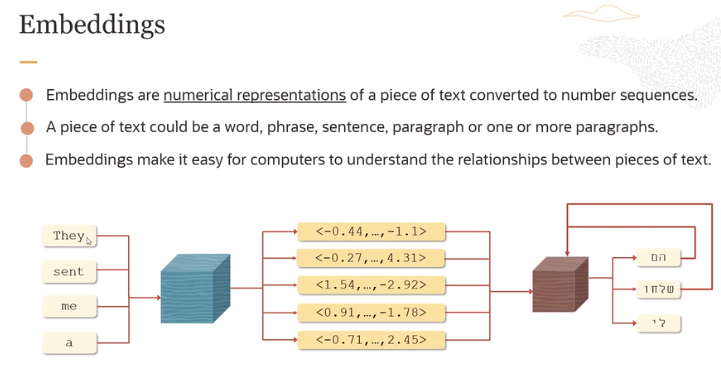 Embeddings
Embeddings are numerical representations of a piece of text converted to number sequences.
A piece of text could be a word, phrase, sentence, paragraph or one or more paragraphs.
Embeddings make it easy for computers to understand the relationships between pieces of text.
They
sent
me
a
<-0.44,…,-1.1>
<-0.27,…,4.31>
<1.54,…,-2.92>
<0.91,…,-1.78>
<-0.71,…,2.45>
הם
שלחו
לי